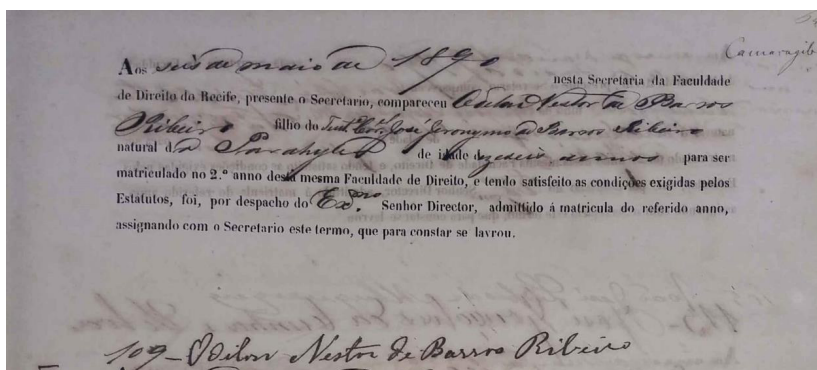 Camaragib
Aos seis de maio de 1890 nesta Secretaria da Faculdade
de Direito do Recife, presente o Secretario, compareceu Odilon Nestor de Barros
Ribeiro filho do Tent. Cor. José Jeronymo de Barros Ribeiro
natural da Parahyba de idade dezeseis annos para ser
matriculado no 2.º anno desta mesma Faculdade de Direito, e tendo satisfeito as condições exigidas pelos
Estatutos, foi, por despacho do Exmo. Senhor Director, admittido á matricula do referido anno,
assignando com o Secretario este termo, que para constar se lavrou.
109 - Odilon Nestor de Barros Ribeiro